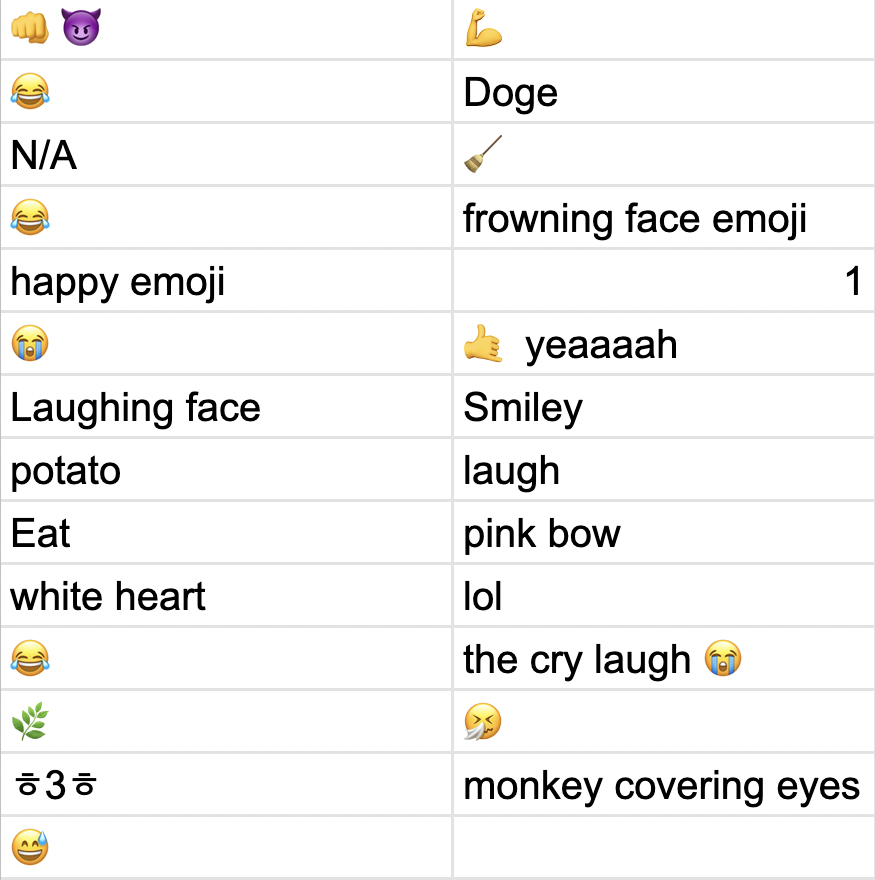 👊 😈 💪
😂 Doge
N/A 🧹
😂 frowning face emoji
happy emoji 1
😭 🤙 yeaaaah
Laughing face Smiley
potato laugh
Eat pink bow
white heart lol
😂 the cry laugh 😭
🌿 🤧
ㅎ3ㅎ monkey covering eyes
😅